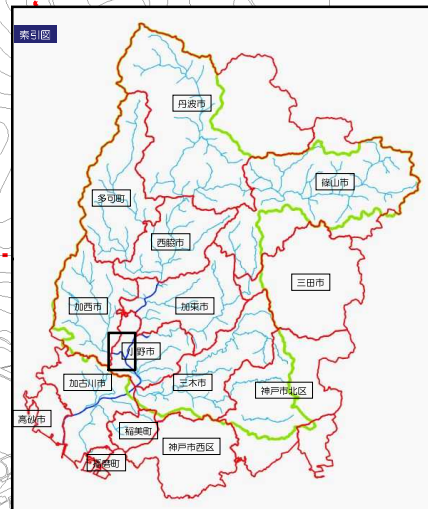 索引図
丹波市
篠山市
多可町
西脇市
三田市
加西市
加東市
小野市
加古川市
三木市
神戸市北区
高砂市
稲美町
神戸市西区
播磨町